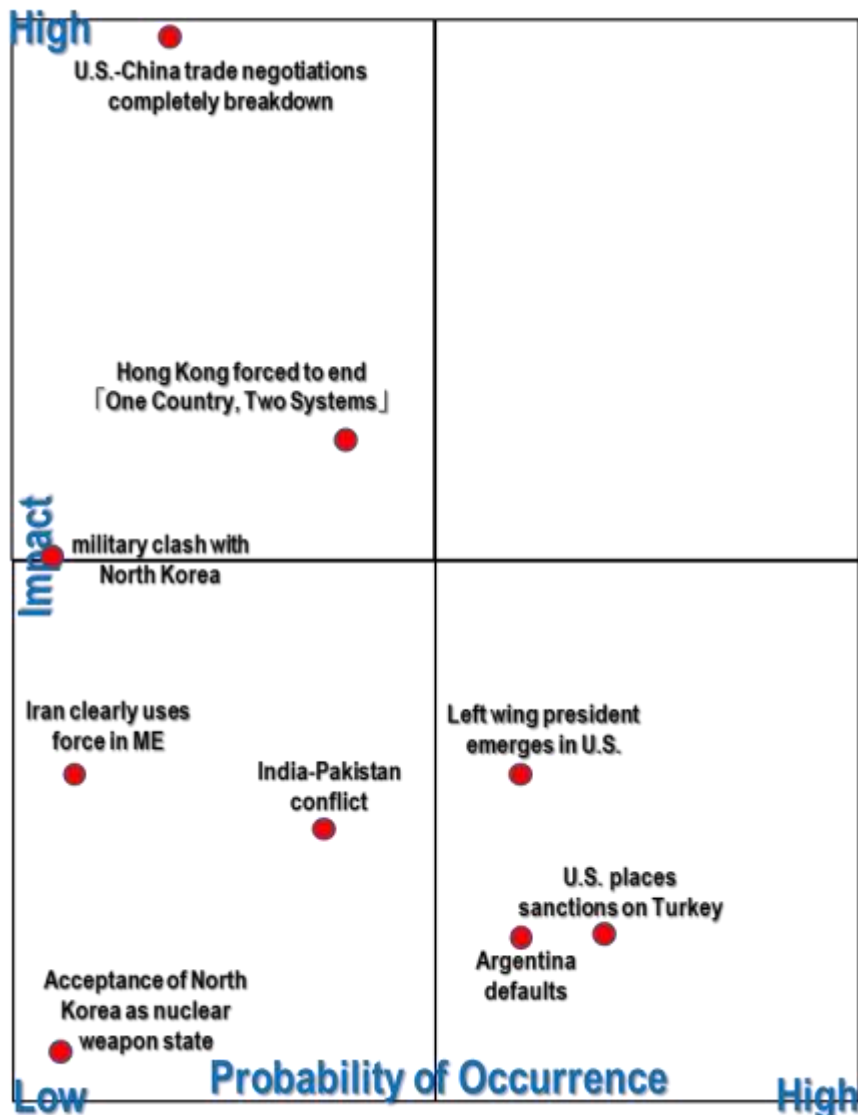 High
U.S.-China trade negotiations
completely breakdown
Hong Kong forced to end
「One Country, Two Systems」
Impact
military clash with
North Korea
Iran clearly uses
force in ME
India-Pakistan
conflict
Left wing president
emerges in U.S.
U.S. places
sanctions on Turkey
Argentina
defaults
Acceptance of North
Korea as nuclear
weapon state
Low
Probability of Occurrence
High